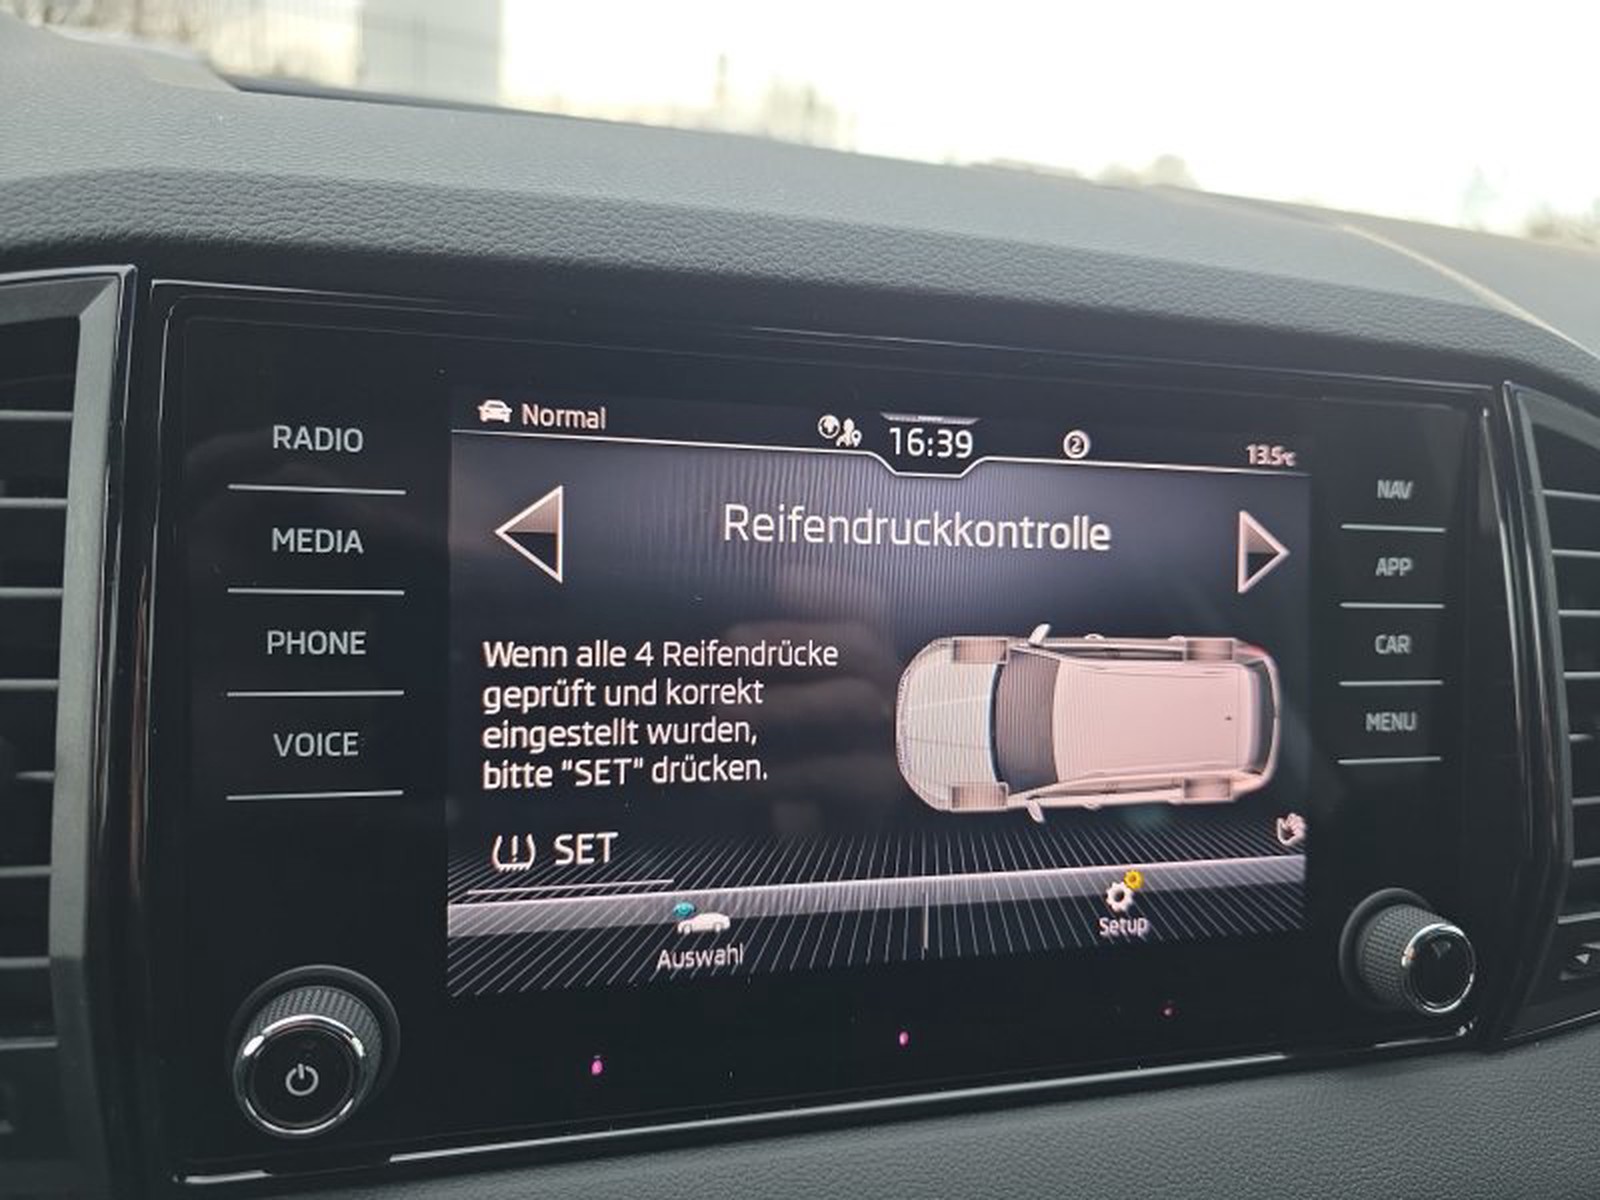 Normal
16:39
2
13.5°C
RADIO
MEDIA
PHONE
VOICE
Reifendruckkontrolle
Wenn alle 4 Reifendrücke
geprüft und korrekt
eingestellt wurden,
bitte "SET" drücken.
SET
Auswahl
Setup
NAV
APP
CAR
MENU